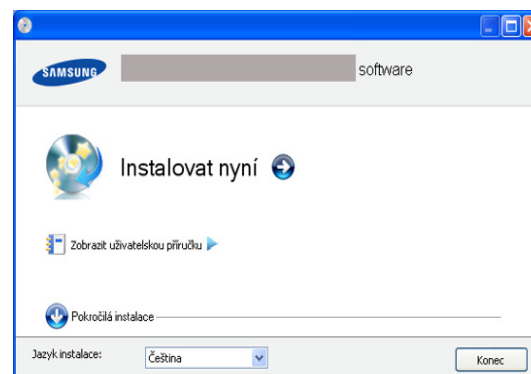 SAMSUNG software
Instalovat nyní
Zobrazit uživatelskou příručku
Pokročilá instalace
Jazyk instalace: Čeština Konec